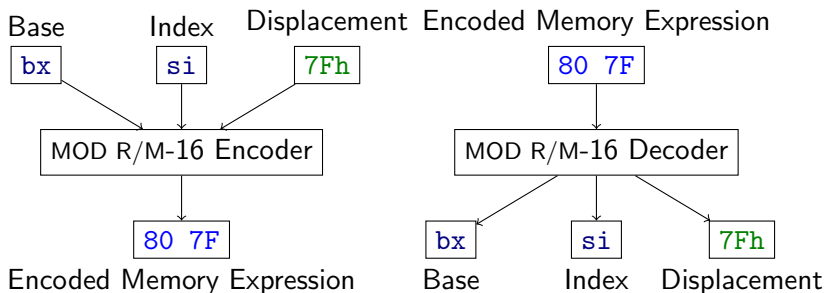 Base Index Displacement
bx si 7Fh
MOD R/M-16 Encoder
80 7F
Encoded Memory Expression
Encoded Memory Expression
80 7F
MOD R/M-16 Decoder
bx si 7Fh
Base Index Displacement